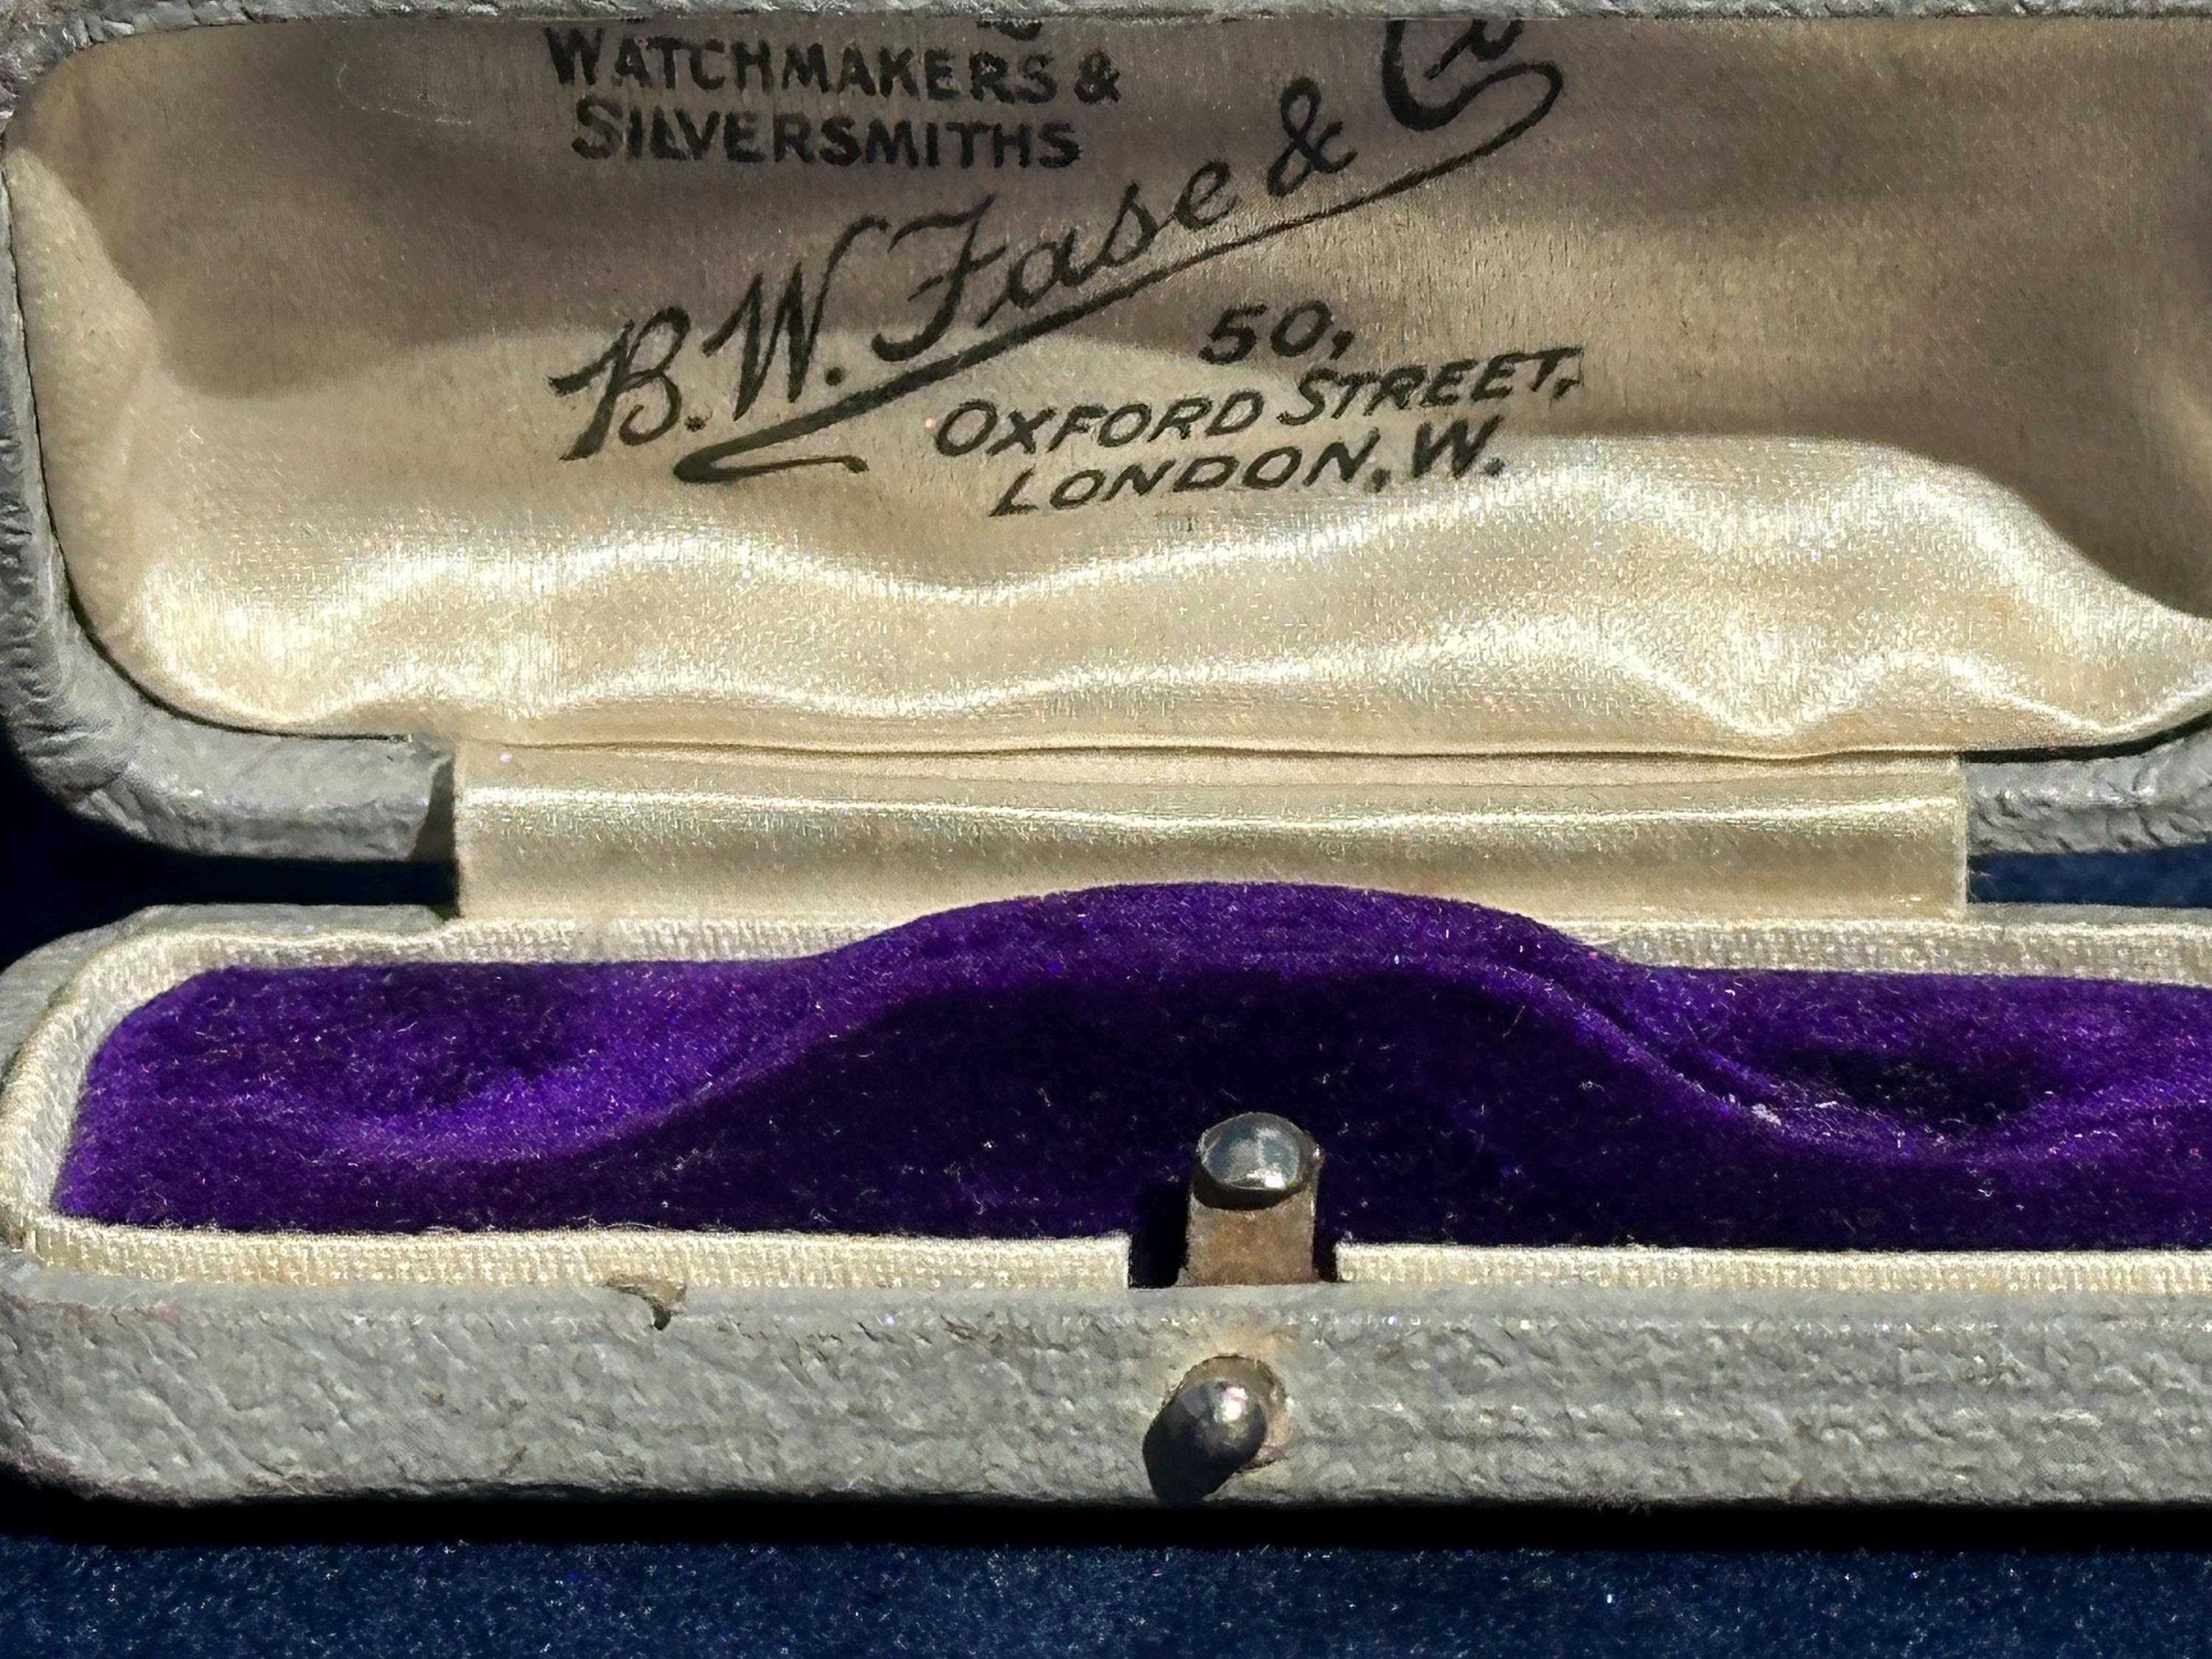 WATCHMAKERS &
SILVERSMITHS
B.W. Fase & Co
50,
OXFORD STREET,
LONDON, W.